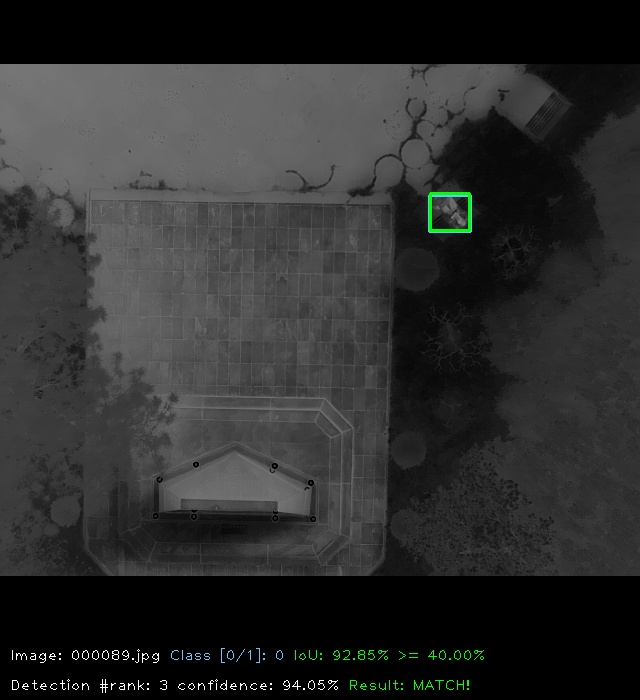 Image: 000089.jpg Class [0/1]: 0 IoU: 92.85% >= 40.00%
Detection #rank: 3 confidence: 94.05% Result: MATCH!